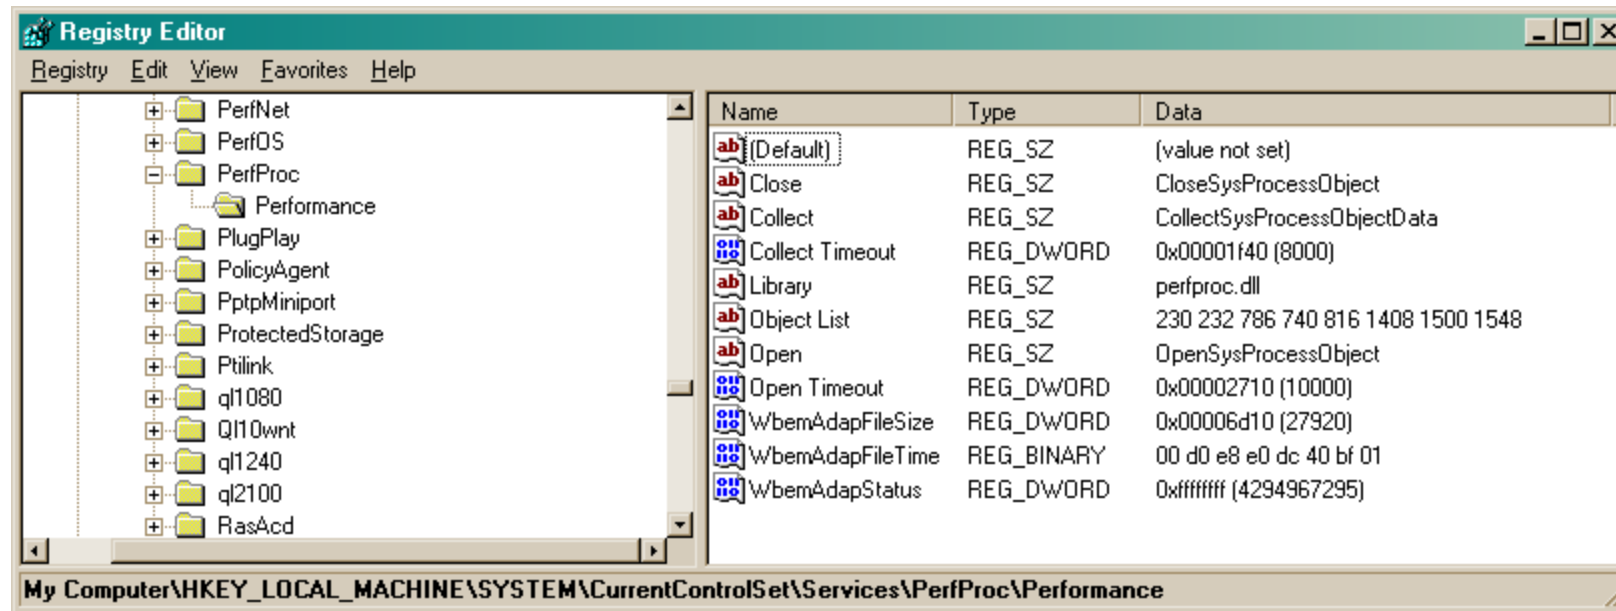 Registry Editor
Registry Edit View Favorites Help
PerfNet
PerfOS
PerfProc
Performance
PlugPlay
PolicyAgent
PptpMiniport
ProtectedStorage
Ptilink
ql1080
Ql10wnt
ql1240
ql2100
RasAcd
Name Type Data
(Default) REG_SZ (value not set)
Close REG_SZ CloseSysProcessObject
Collect REG_SZ CollectSysProcessObjectData
Collect Timeout REG_DWORD 0x00001f40 (8000)
Library REG_SZ perfproc.dll
Object List REG_SZ 230 232 786 740 816 1408 1500 1548
Open REG_SZ OpenSysProcessObject
Open Timeout REG_DWORD 0x00002710 (10000)
WbemAdapFileSize REG_DWORD 0x00006d10 (27920)
WbemAdapFileTime REG_BINARY 00 d0 e8 e0 dc 40 bf 01
WbemAdapStatus REG_DWORD 0xffffffff (4294967295)
My Computer\HKEY_LOCAL_MACHINE\SYSTEM\CurrentControlSet\Services\PerfProc\Performance